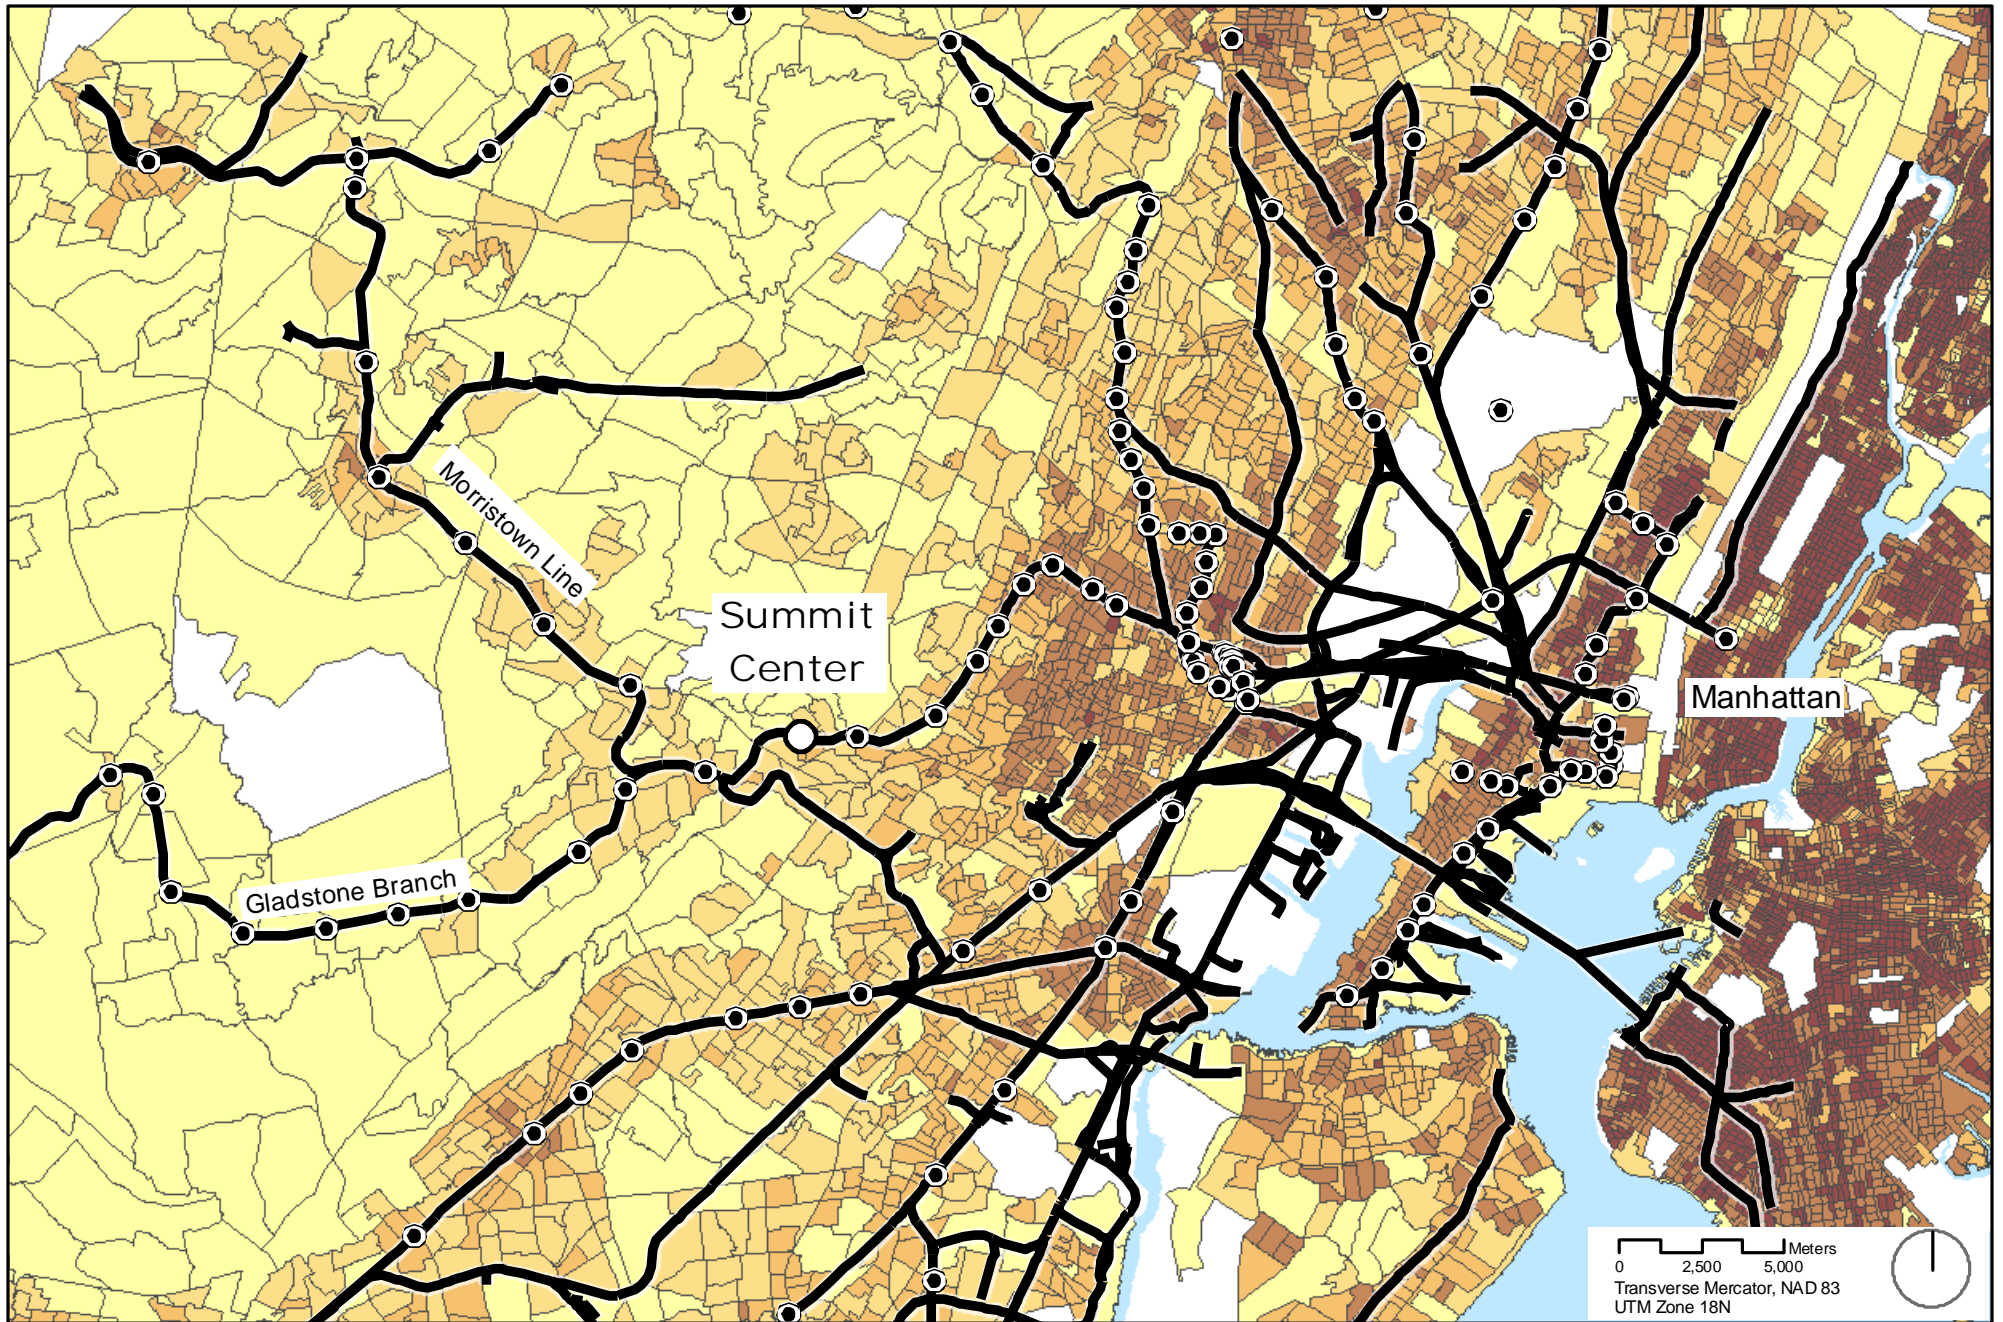 Morristown Line
Summit
Center
Manhattan
Gladstone Branch
Meters
0 2,500 5,000
Transverse Mercator, NAD 83
UTM Zone 18N